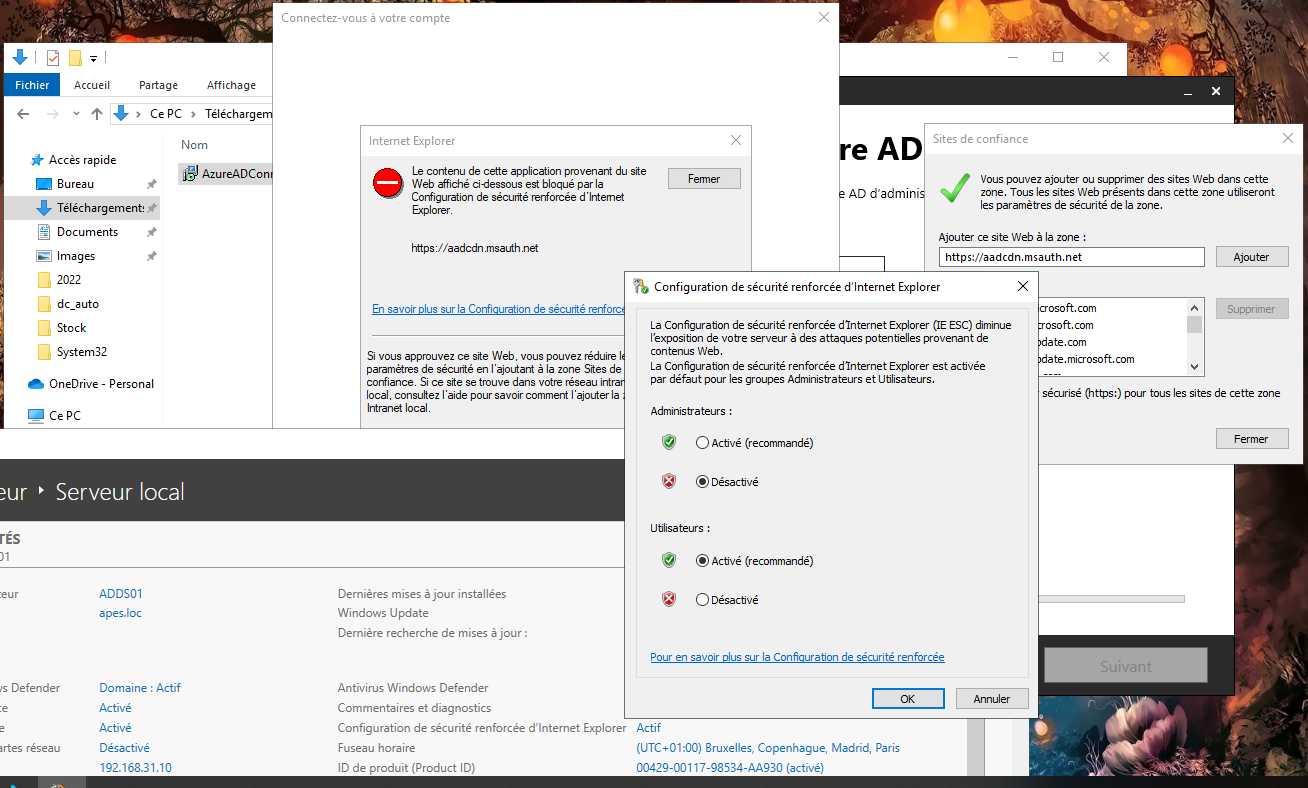 Connectez-vous à votre compte
Fichier
Accueil
Partage
Affichage
Ce PC
Téléchargem
Nom
AzureADConn
Accès rapide
Bureau
Téléchargements
Documents
Images
2022
dc_auto
Stock
System32
OneDrive - Personal
Ce PC
Internet Explorer
Le contenu de cette application provenant du site
Web affiché ci-dessous est bloqué par la
Configuration de sécurité renforcée d'Internet
Explorer.
Fermer
https://aadcdn.msauth.net
En savoir plus sur la Configuration de sécurité renforcé
Si vous approuvez ce site Web, vous pouvez réduire le
paramètres de sécurité en l'ajoutant à la zone Sites de
confiance. Si ce site se trouve dans votre réseau intran
local, consultez l'aide pour savoir comment l'ajouter la z
Intranet local.
re AD
e AD d'adminis
Sites de confiance
Vous pouvez ajouter ou supprimer des sites Web dans cette
zone. Tous les sites Web présents dans cette zone utiliseront
les paramètres de sécurité de la zone.
Ajouter ce site Web à la zone :
https://aadcdn.msauth.net
Ajouter
crosoft.com
crosoft.com
pdate.com
pdate.microsoft.com
Supprimer
sécurisé (https:) pour tous les sites de cette zone
Fermer
Configuration de sécurité renforcée d'Internet Explorer
La Configuration de sécurité renforcée d'Internet Explorer (IE ESC) diminue
l'exposition de votre serveur à des attaques potentielles provenant de
contenus Web.
La Configuration de sécurité renforcée d'Internet Explorer est activée
par défaut pour les groupes Administrateurs et Utilisateurs.
Administrateurs :
Activé (recommandé)
Désactivé
Utilisateurs :
Activé (recommandé)
Désactivé
Pour en savoir plus sur la Configuration de sécurité renforcée
OK
Annuler
Suivant
eur
Serveur local
TÉS
01
teur
ADDS01
apes.loc
Dernières mises à jour installées
Windows Update
Dernière recherche de mises à jour :
ws Defender
Domaine : Actif
Antivirus Windows Defender
ce
Activé
Commentaires et diagnostics
e
Activé
Configuration de sécurité renforcée d'Internet Explorer
Actif
artes réseau
Désactivé
Fuseau horaire
(UTC+01:00) Bruxelles, Copenhague, Madrid, Paris
192.168.31.10
ID de produit (Product ID)
00429-00117-98534-AA930 (activé)